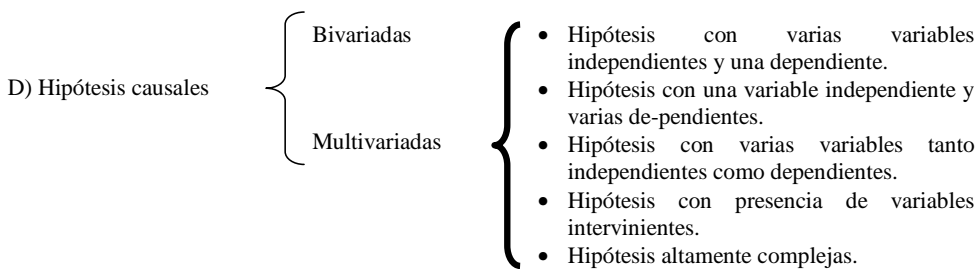 D) Hipótesis causales
Bivariadas
Multivariadas
• Hipótesis con varias variables
independientes y una dependiente.
• Hipótesis con una variable independiente y
varias de-pendientes.
• Hipótesis con varias variables tanto
independientes como dependientes.
• Hipótesis con presencia de variables
intervinientes.
• Hipótesis altamente complejas.